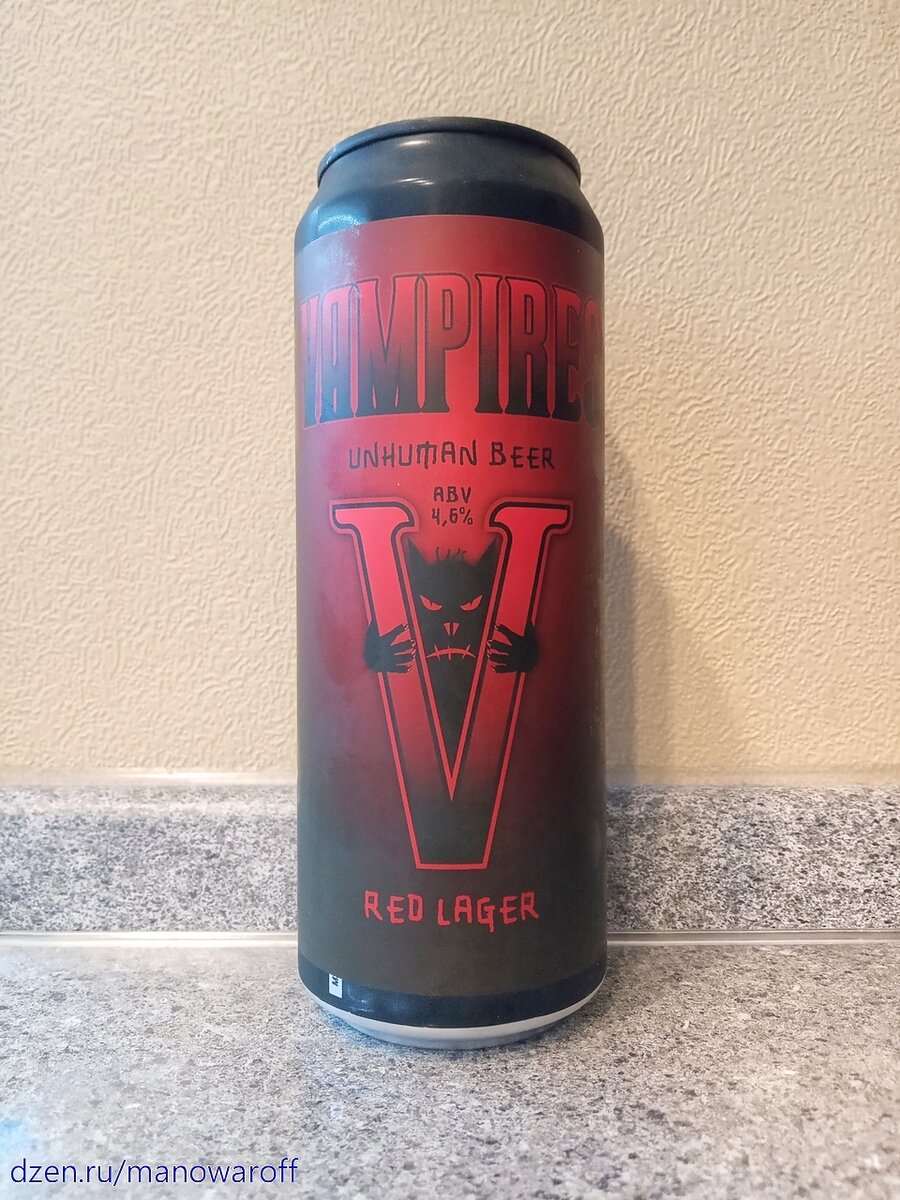 VAMPIRES
UNHUMAN BEER
ABV
4,6%
V
RED LAGER
dzen.ru/manowaroff